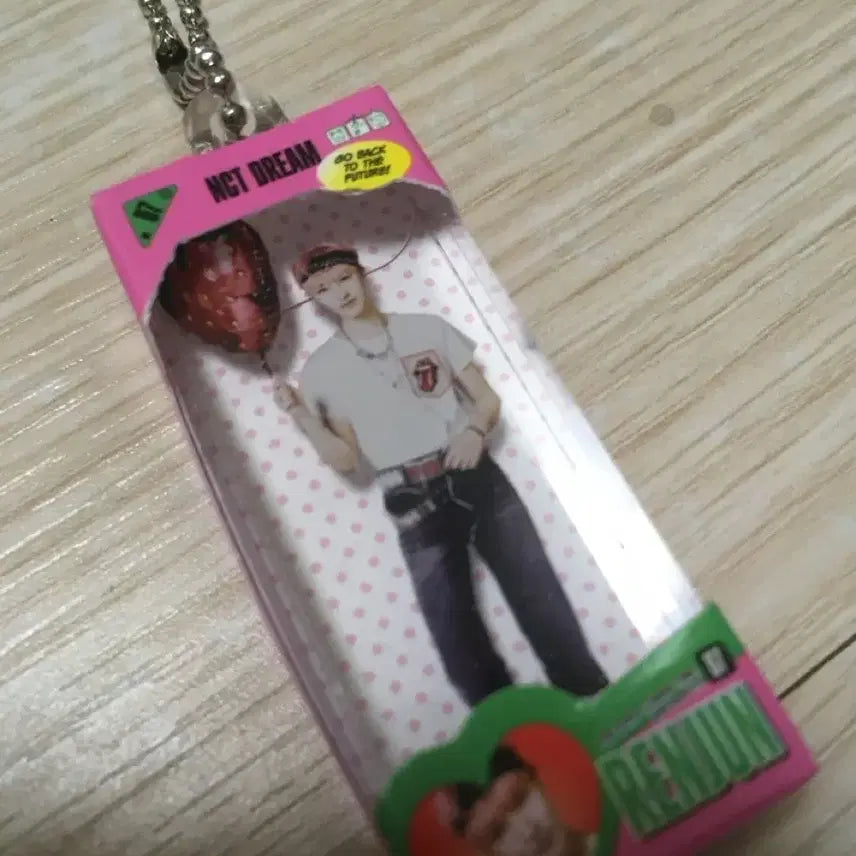 NCT DREAM
GO BACK
TO THE
FUTURE!
RENJUN